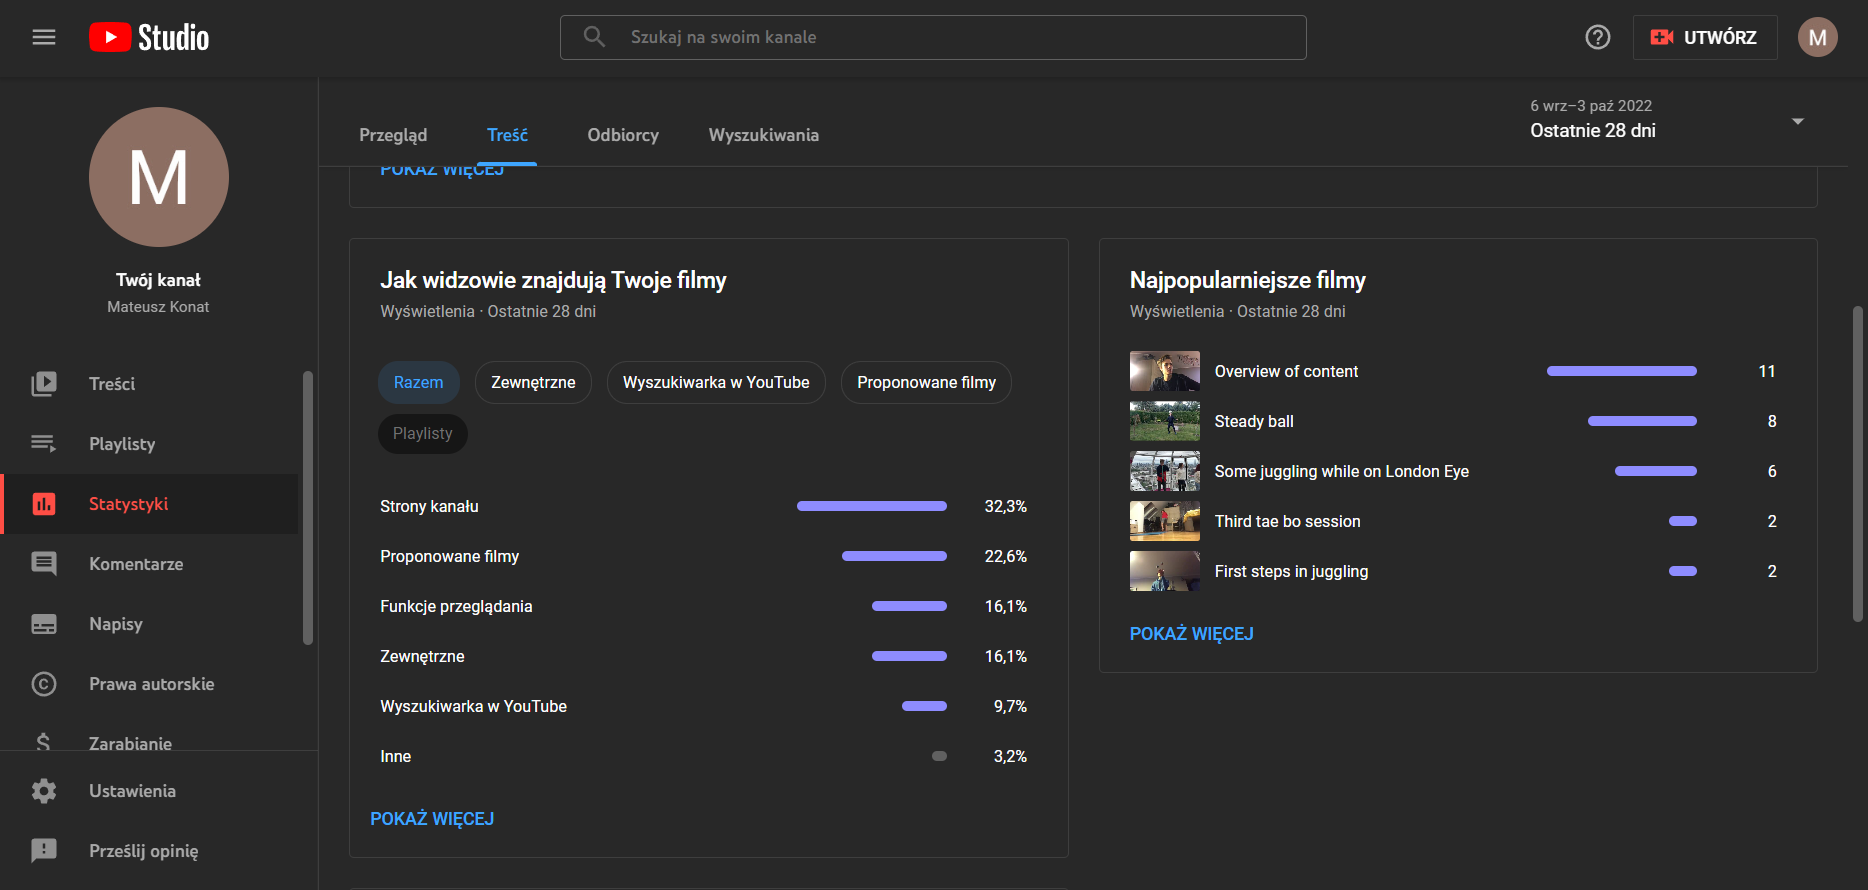 Studio
Szukaj na swoim kanale
UTWÓRZ
M
M
Twój kanał
Mateusz Konat
Treści
Playlisty
Statystyki
Komentarze
Napisy
Prawa autorskie
Zarabianie
Ustawienia
Prześlij opinię
Przegląd
Treść
Odbiorcy
Wyszukiwania
6 wrz–3 paź 2022
Ostatnie 28 dni
POKAŻ WIĘCEJ
Jak widzowie znajdują Twoje filmy
Wyświetlenia · Ostatnie 28 dni
Razem
Zewnętrzne
Wyszukiwarka w YouTube
Proponowane filmy
Playlisty
Strony kanału 32,3%
Proponowane filmy 22,6%
Funkcje przeglądania 16,1%
Zewnętrzne 16,1%
Wyszukiwarka w YouTube 9,7%
Inne 3,2%
POKAŻ WIĘCEJ
Najpopularniejsze filmy
Wyświetlenia · Ostatnie 28 dni
Overview of content 11
Steady ball 8
Some juggling while on London Eye 6
Third tae bo session 2
First steps in juggling 2
POKAŻ WIĘCEJ